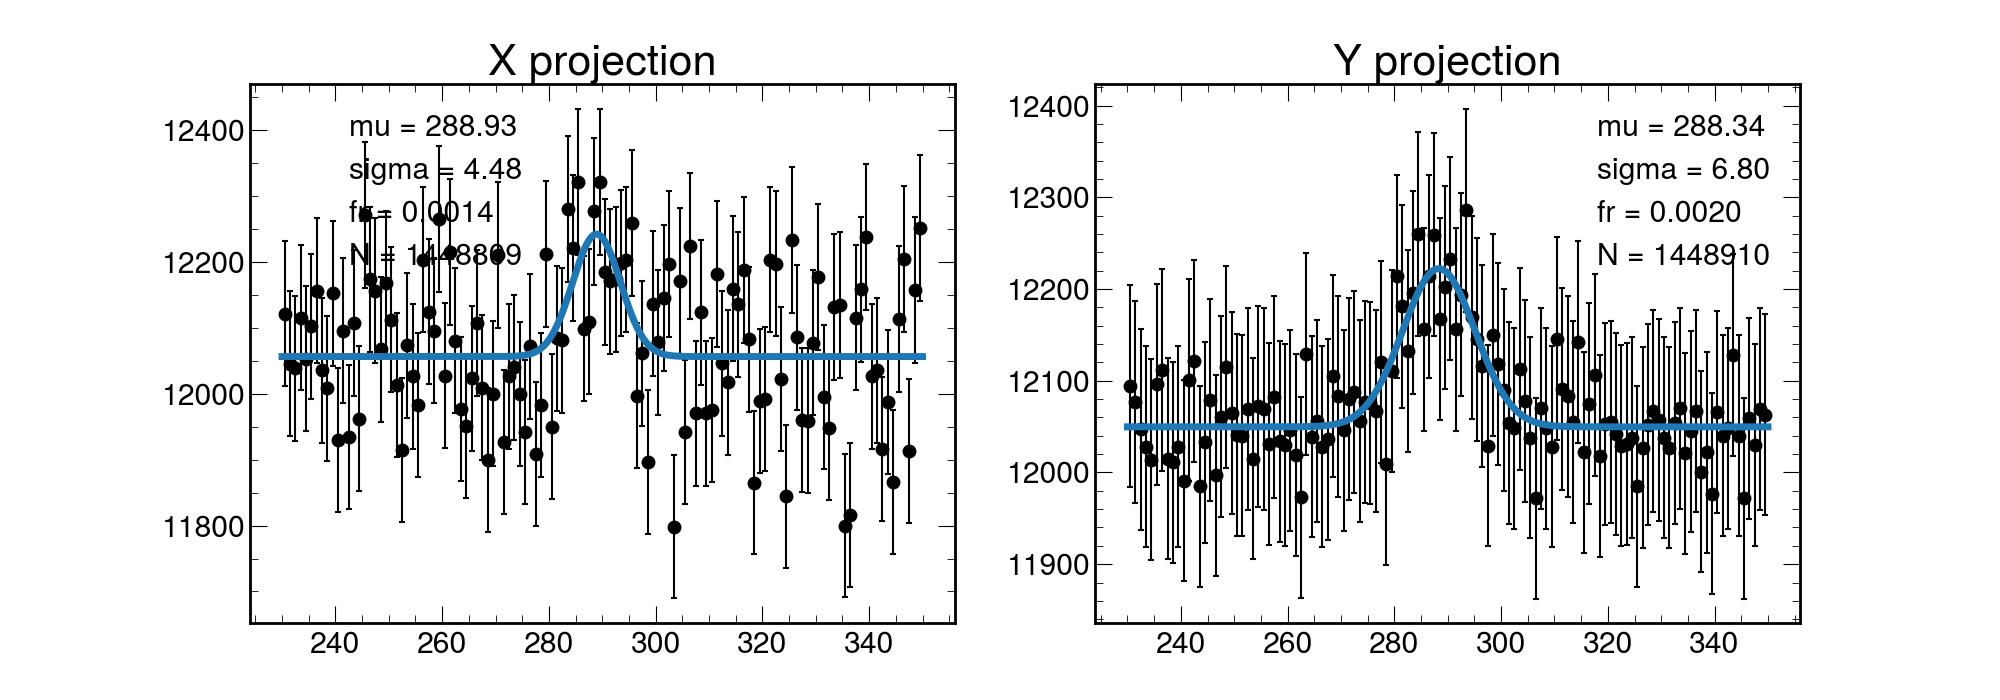 X projection
mu = 288.93
sigma = 4.48
fr = 0.0014
12400
12200
12000
11800
240 260 280 300 320 340
Y projection
mu = 288.34
sigma = 6.80
fr = 0.0020
N = 1448910
12400
12300
12200
12100
12000
11900
240 260 280 300 320 340